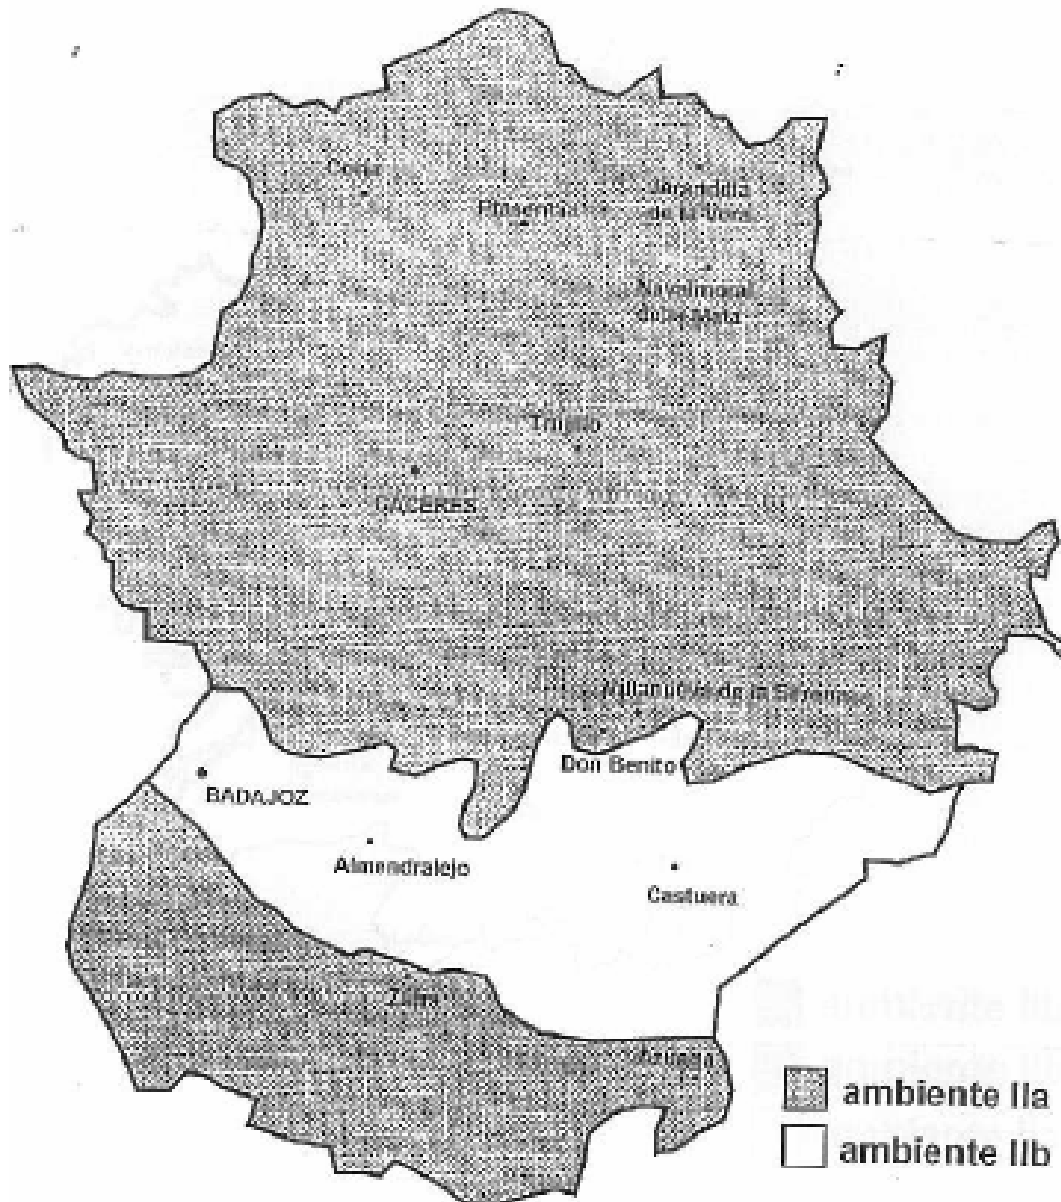 Coria
Plasencia
Jarandilla
de la Vera
Navalmoral
de la Mata
Trujillo
CACERES
Villanueva de la Serena
Don Benito
BADAJOZ
Almendralejo
Castuera
Zafra
Azuaga
ambiente IIa
ambiente IIb